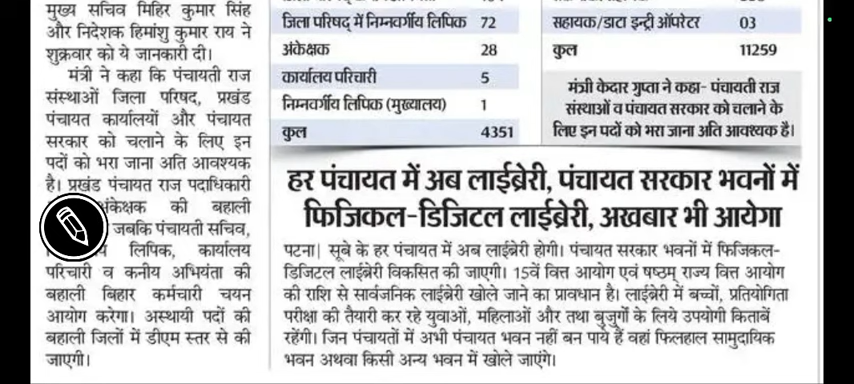 मुख्य सचिव मिहिर कुमार सिंह
और निदेशक हिमांशु कुमार राय ने
शुक्रवार को ये जानकारी दी।
मंत्री ने कहा कि पंचायती राज
संस्थाओं जिला परिषद, प्रखंड
पंचायत कार्यालयों और पंचायत
सरकार को चलाने के लिए इन
पदों को भरा जाना अति आवश्यक
है। प्रखंड पंचायत राज पदाधिकारी
अंकेक्षक की बहाली
जबकि पंचायती सचिव,
लिपिक, कार्यालय
परिचारी व कनीय अभियंता की
बहाली बिहार कर्मचारी चयन
आयोग करेगा। अस्थायी पदों की
बहाली जिलों में डीएम स्तर से की
जाएगी।
जिला परिषद् में निम्नवर्गीय लिपिक 72
अंकेक्षक 28
कार्यालय परिचारी 5
निम्नवर्गीय लिपिक (मुख्यालय) 1
कुल 4351
सहायक/डाटा इन्ट्री ऑपरेटर 03
कुल 11259
मंत्री केदार गुप्ता ने कहा- पंचायती राज
संस्थाओं व पंचायत सरकार को चलाने के
लिए इन पदों को भरा जाना अति आवश्यक है।
हर पंचायत में अब लाईब्रेरी, पंचायत सरकार भवनों में
फिजिकल-डिजिटल लाईब्रेरी, अखबार भी आयेगा
पटना| सूबे के हर पंचायत में अब लाईब्रेरी होगी। पंचायत सरकार भवनों में फिजिकल-
डिजिटल लाईब्रेरी विकसित की जाएगी। 15वें वित्त आयोग एवं षष्ठम् राज्य वित्त आयोग
की राशि से सार्वजनिक लाईब्रेरी खोले जाने का प्रावधान है। लाईब्रेरी में बच्चों, प्रतियोगिता
परीक्षा की तैयारी कर रहे युवाओं, महिलाओं और तथा बुजुर्गो के लिये उपयोगी किताबें
रहेंगी। जिन पंचायतों में अभी पंचायत भवन नहीं बन पाये हैं वहां फिलहाल सामुदायिक
भवन अथवा किसी अन्य भवन में खोले जाएंगे।